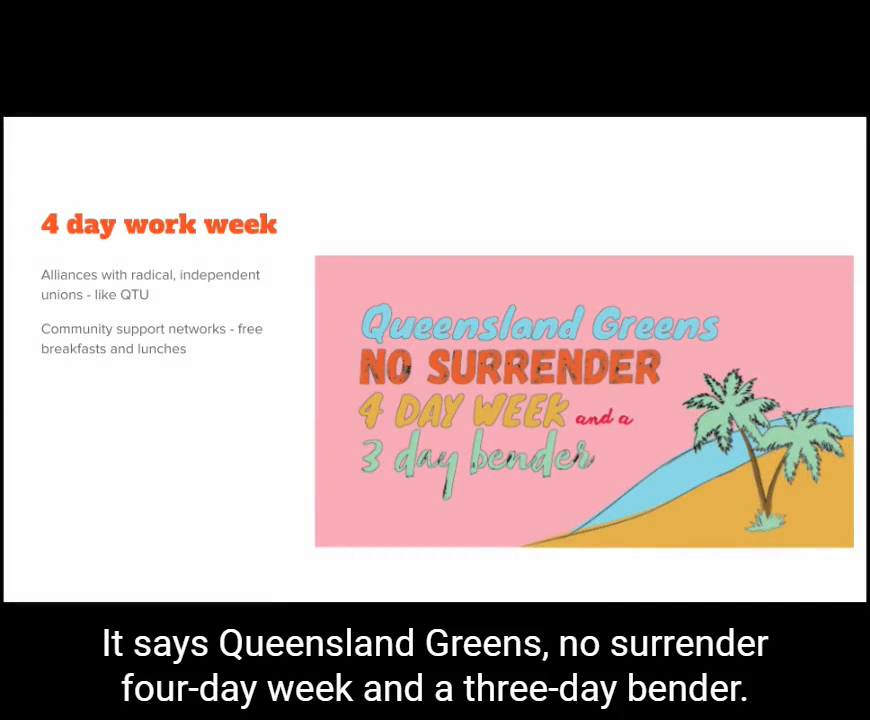 4 day work week
Alliances with radical, independent
unions - like QTU
Community support networks - free
breakfasts and lunches
Queensland Greens
NO SURRENDER
4 DAY WEEK and a
3 day bender
It says Queensland Greens, no surrender
four-day week and a three-day bender.